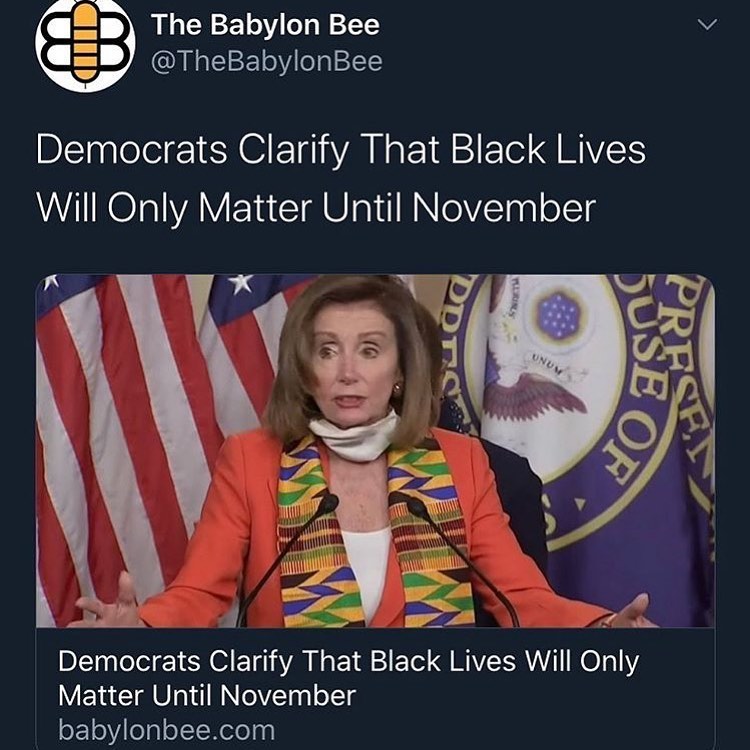 The Babylon Bee
@TheBabylonBee
Democrats Clarify That Black Lives
Will Only Matter Until November
UNUM
OUSE OF
PRESEN
Democrats Clarify That Black Lives Will Only
Matter Until November
babylonbee.com